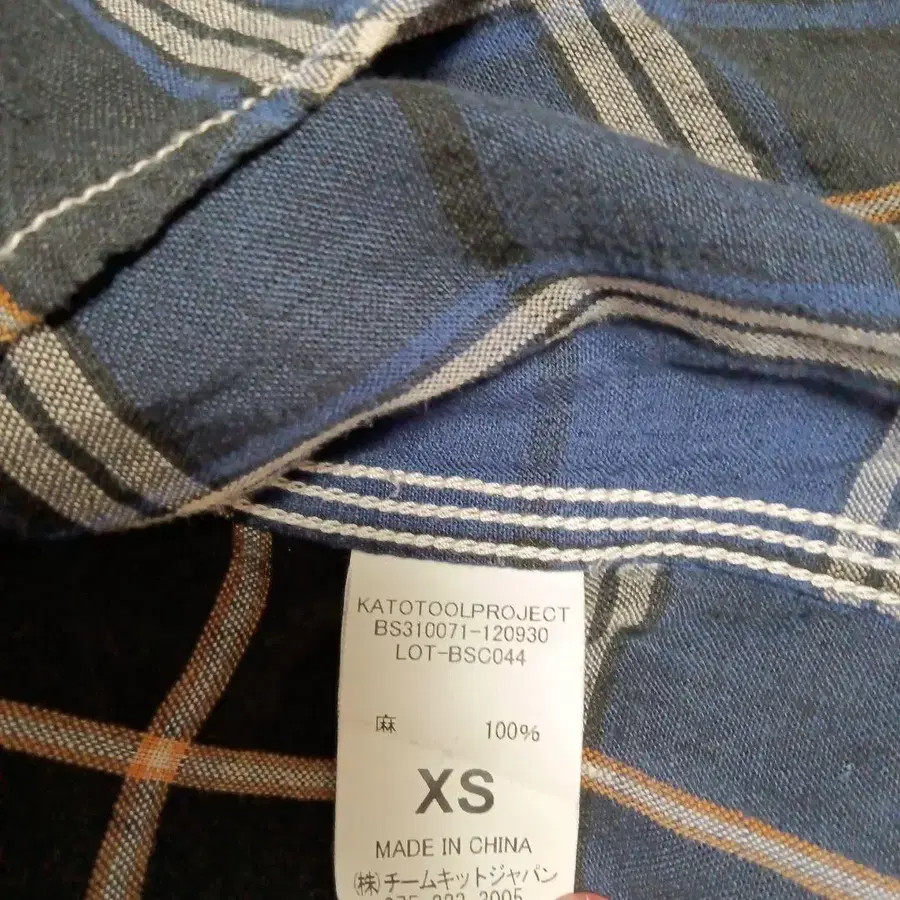 KATOTOOLPROJECT
BS310071-120930
LOT-BSC044
麻 100%
XS
MADE IN CHINA
(株)チームキットジャパン